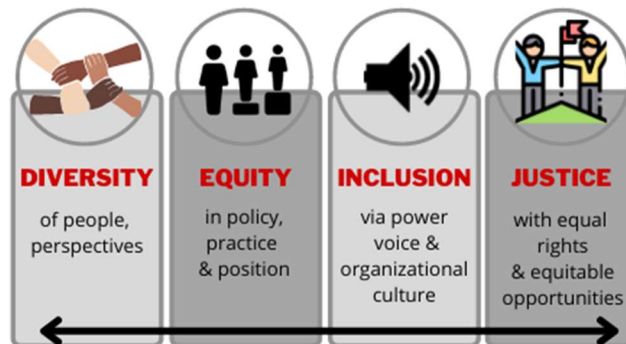 DIVERSITY
of people,
perspectives
EQUITY
in policy,
practice
& position
INCLUSION
via power
voice &
organizational
culture
JUSTICE
with equal
rights
& equitable
opportunities